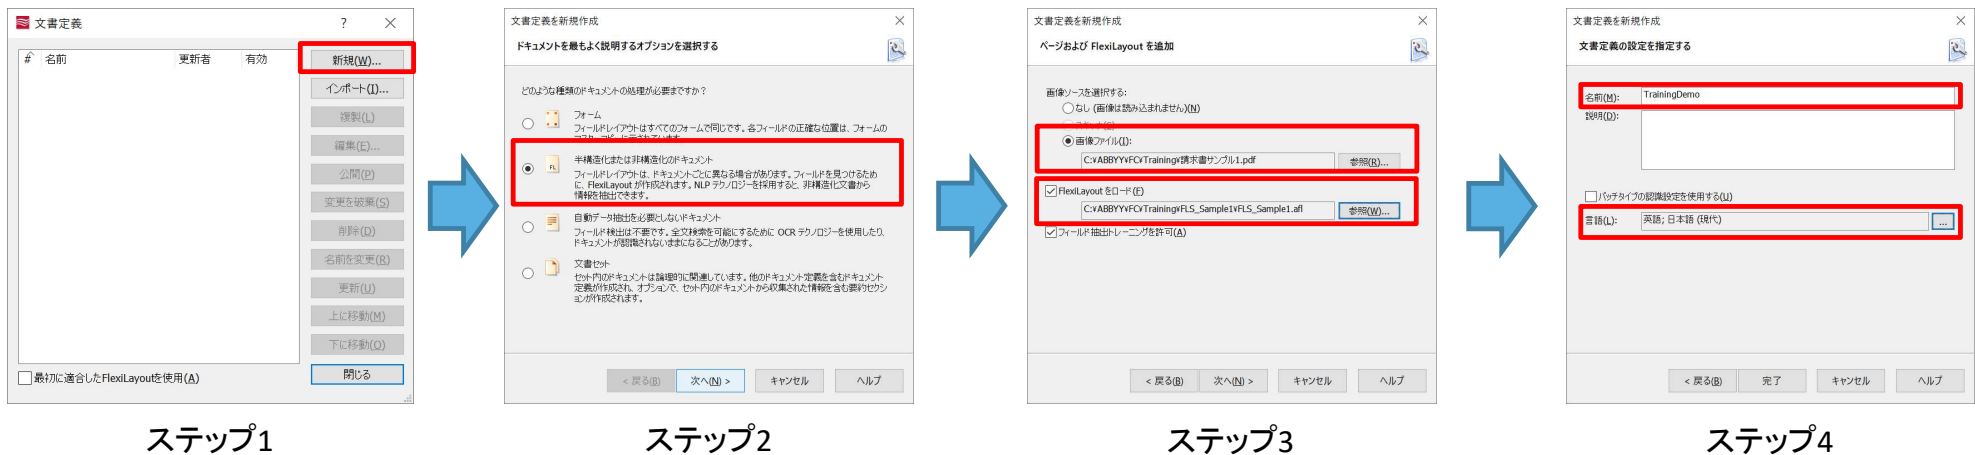 文書定義
名前 更新者 有効
新規(W)...
インポート(I)...
複製(L)
編集(E)...
公開(P)
変更を破棄(S)
削除(D)
名前を変更(R)
更新(U)
上に移動(M)
下に移動(O)
最初に適合したFlexiLayoutを使用(A)
閉じる
ステップ1
文書定義を新規作成
ドキュメントを最もよく説明するオプションを選択する
どのような種類のドキュメントの処理が必要ですか?
フォーム
フィールドレイアウトはすべてのフォームで同じです。各フィールドの正確な位置は、フォームの
半構造化または非構造化のドキュメント
フィールドレイアウトは、ドキュメントごとに異なる場合があります。フィールドを見つけるため
に、FlexiLayout が作成されます。NLP テクノロジーを採用すると、非構造化文書から
情報を抽出できます。
自動データ抽出を必要としないドキュメント
フィールド検出は不要です。全文検索を可能にするために OCR テクノロジーを使用したり、
ドキュメントが認識されないままになることがあります。
文書セット
セット内のドキュメントは論理的に関連しています。他のドキュメント定義を含むドキュメント
定義が作成され、オプションで、セット内のドキュメントから収集された情報を含む要約セクシ
ョンが作成されます。
< 戻る(B) 次へ(N) > キャンセル ヘルプ
ステップ2
文書定義を新規作成
ページおよび FlexiLayout を追加
画像ソースを選択する:
なし (画像は読み込まれません)(N)
画像ファイル(I):
C:¥ABBYY¥FC¥Training¥請求書サンプル1.pdf 参照(R)...
FlexiLayout をロード(F)
C:¥ABBYY¥FC¥Training¥FLS_Sample1¥FLS_Sample1.afl 参照(W)...
フィールド抽出トレーニングを許可(A)
< 戻る(B) 次へ(N) > キャンセル ヘルプ
ステップ3
文書定義を新規作成
文書定義の設定を指定する
名前(M): TrainingDemo
説明(D):
バッチタイプの認識設定を使用する(U)
言語(L): 英語; 日本語 (現代) ...
< 戻る(B) 完了 キャンセル ヘルプ
ステップ4